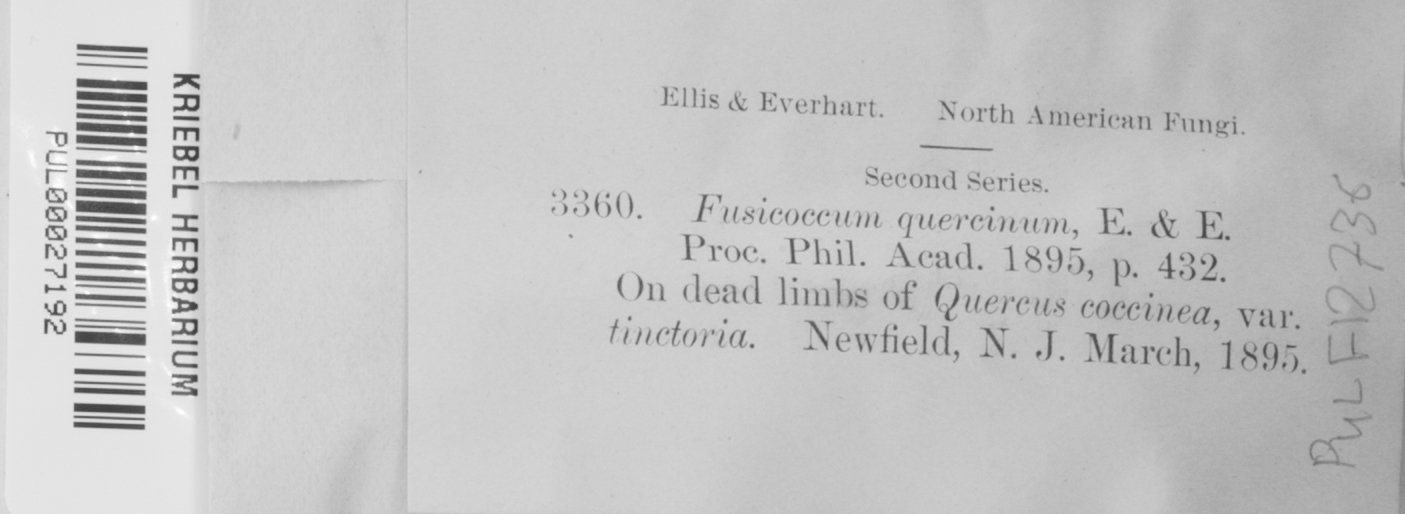 KRIEBEL HERBARIUM
PUL00027192
Ellis & Everhart. North American Fungi.
Second Series.
3360. Fusicoccum quercinum, E. & E.
Proc. Phil. Acad. 1895, p. 432.
On dead limbs of Quercus coccinea, var.
tinctoria. Newfield, N. J. March, 1895.
PUL F12736